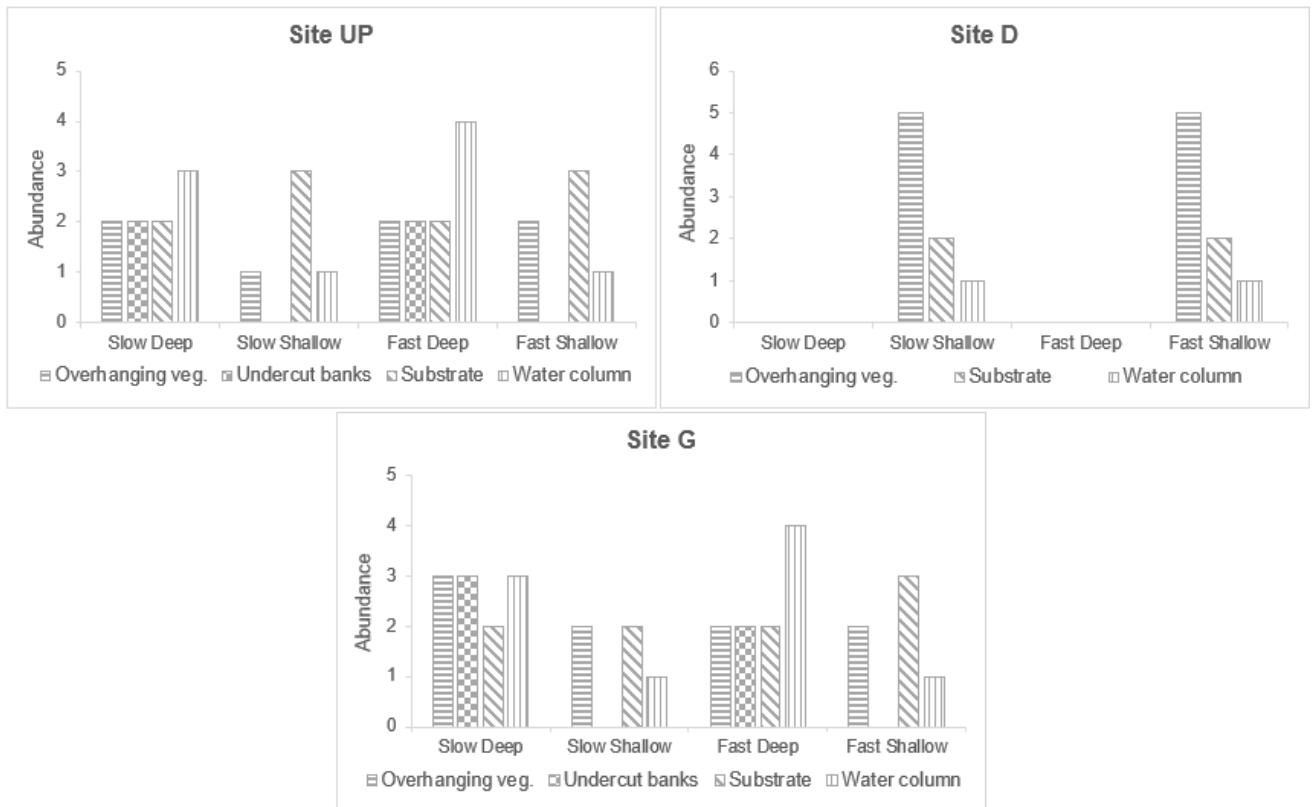 Site UP
5
4
3
2
1
0
Abundance
Slow Deep Slow Shallow Fast Deep Fast Shallow
Overhanging veg. Undercut banks Substrate Water column
Site D
6
5
4
3
2
1
0
Abundance
Slow Deep Slow Shallow Fast Deep Fast Shallow
Overhanging veg. Substrate Water column
Site G
5
4
3
2
1
0
Abundance
Slow Deep Slow Shallow Fast Deep Fast Shallow
Overhanging veg. Undercut banks Substrate Water column